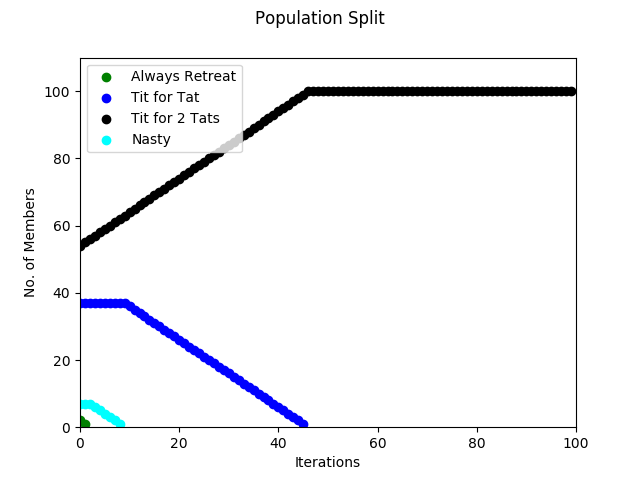 Population Split
Always Retreat
Tit for Tat
Tit for 2 Tats
Nasty
100
80
60
40
20
0
No. of Members
0 20 40 60 80 100
Iterations